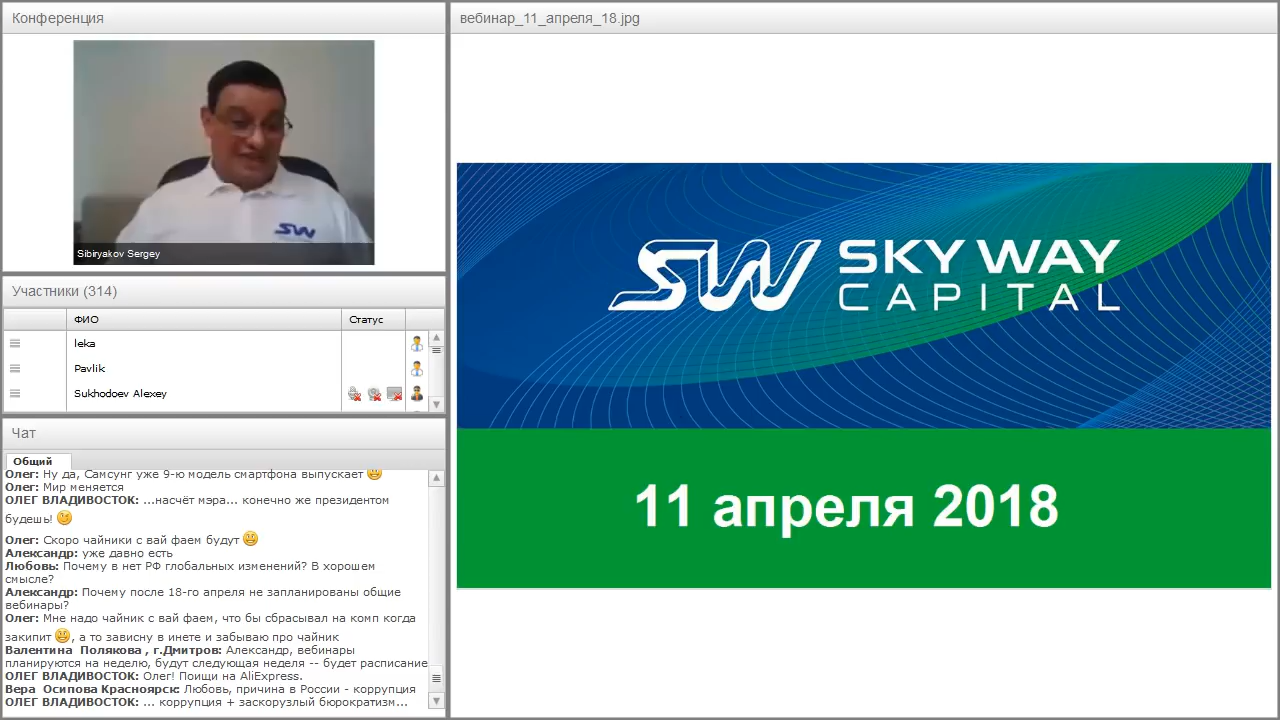 Конференция
Sibiryakov Sergey
SW
Участники (314)
ФИО
Статус
leka
Pavlik
Sukhodoev Alexey
Чат
Общий
Олег: Ну да, Самсунг уже 9-ю модель смартфона выпускает
Олег: Мир меняется
ОЛЕГ ВЛАДИВОСТОК: ...насчёт мэра... конечно же президентом
будешь!
Олег: Скоро чайники с вай фаем будут
Александр: уже давно есть
Любовь: Почему в нет РФ глобальных изменений? В хорошем
смысле?
Александр: Почему после 18-го апреля не запланированы общие
вебинары?
Олег: Мне надо чайник с вай фаем, что бы сбрасывал на комп когда
закипит , а то зависну в инете и забываю про чайник
Валентина Полякова , г.Дмитров: Александр, вебинары
планируются на неделю, будут следующая неделя -- будет расписание
ОЛЕГ ВЛАДИВОСТОК: Олег! Поищи на AliExpress.
Вера Осипова Красноярск: Любовь, причина в России - коррупция
ОЛЕГ ВЛАДИВОСТОК: ... коррупция + заскорузлый бюрократизм...
вебинар_11_апреля_18.jpg
SW SKY WAY
CAPITAL
11 апреля 2018